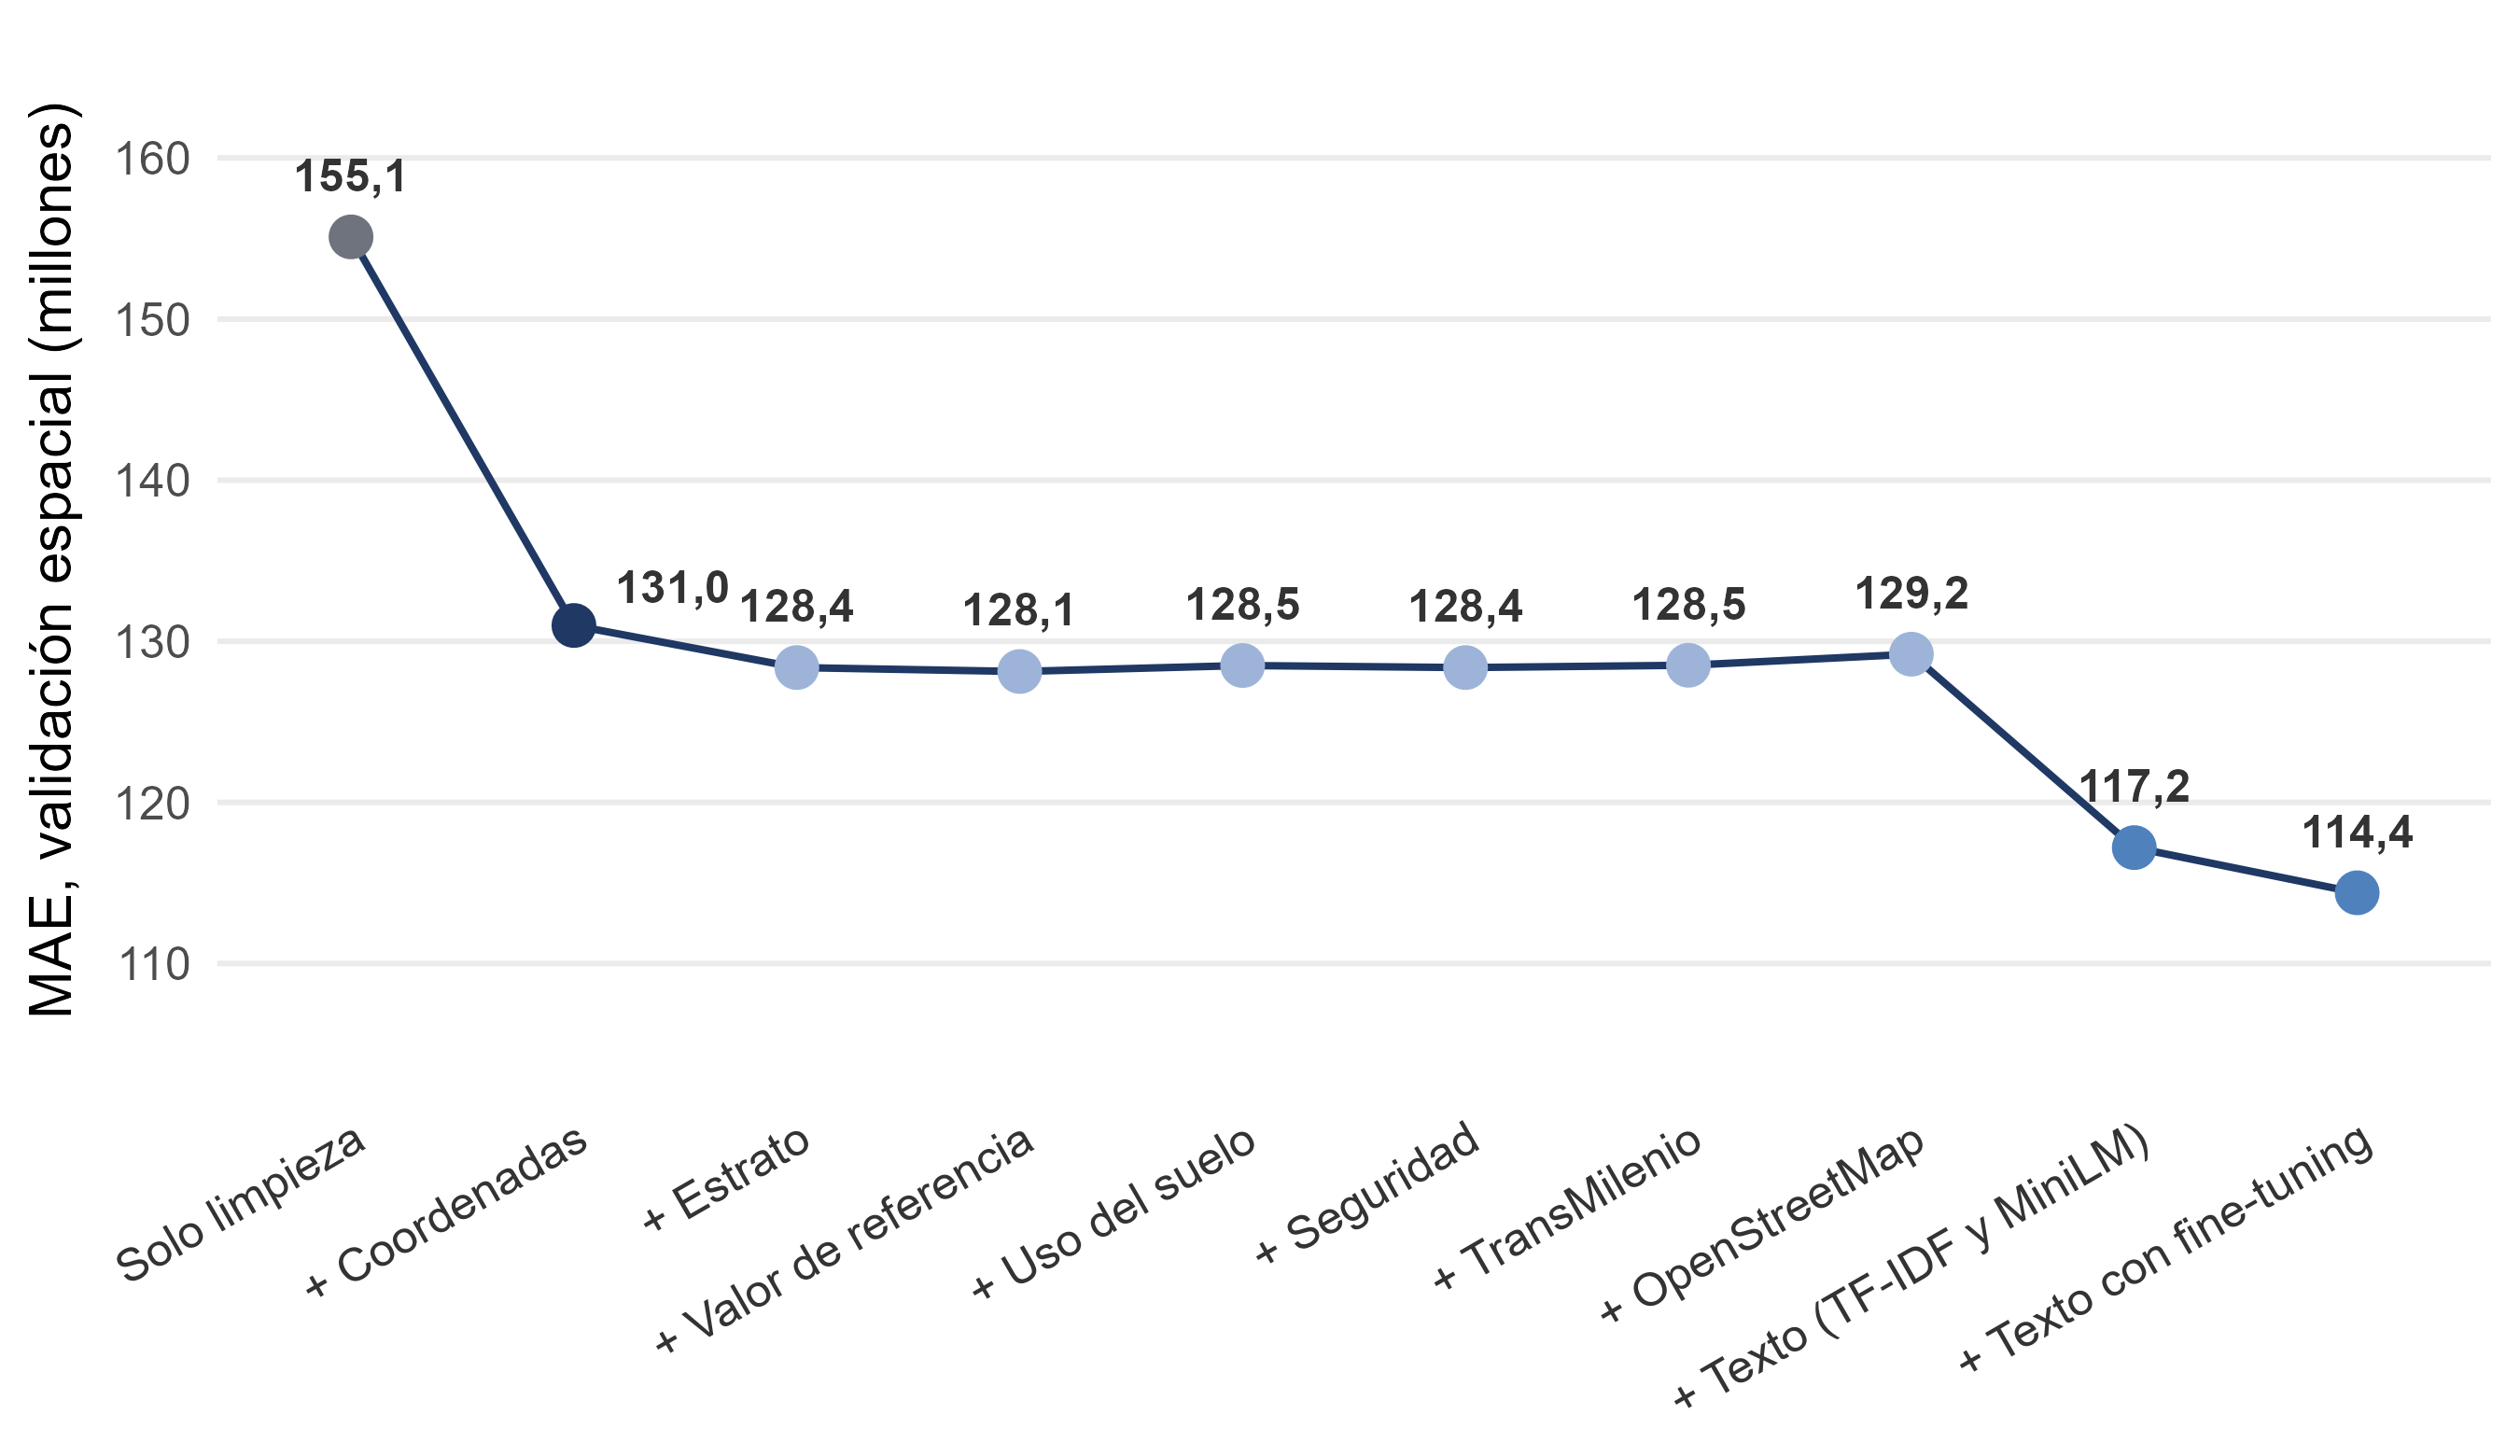 MAE, validación espacial (millones)
160
150
140
130
120
110
155,1
131,0
128,4
128,1
128,5
128,4
128,5
129,2
117,2
114,4
Solo limpieza
+ Coordenadas
+ Estrato
+ Valor de referencia
+ Uso del suelo
+ Seguridad
+ TransMilenio
+ OpenStreetMap
+ Texto (TF-IDF y MiniLM)
+ Texto con fine-tuning